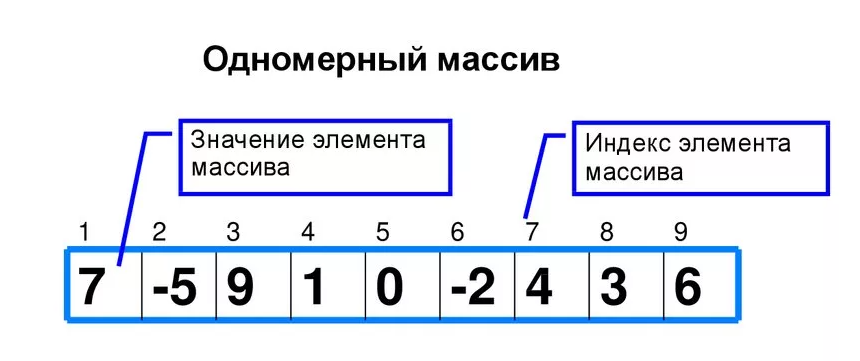 Одномерный массив
Значение элемента
массива
Индекс элемента
массива
1 2 3 4 5 6 7 8 9
7 -5 9 1 0 -2 4 3 6